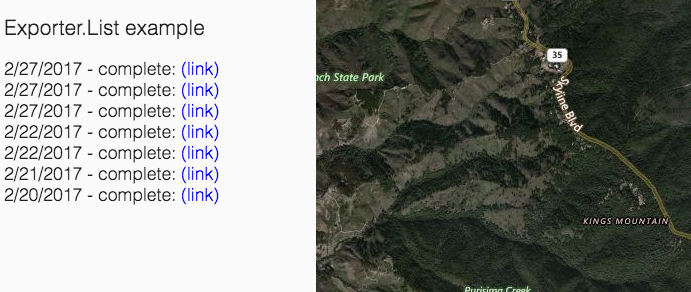 Exporter.List example
2/27/2017 - complete: (link)
2/27/2017 - complete: (link)
2/27/2017 - complete: (link)
2/22/2017 - complete: (link)
2/22/2017 - complete: (link)
2/21/2017 - complete: (link)
2/20/2017 - complete: (link)
35
nch State Park
Skyline Blvd
KINGS MOUNTAIN
Purisima Creek